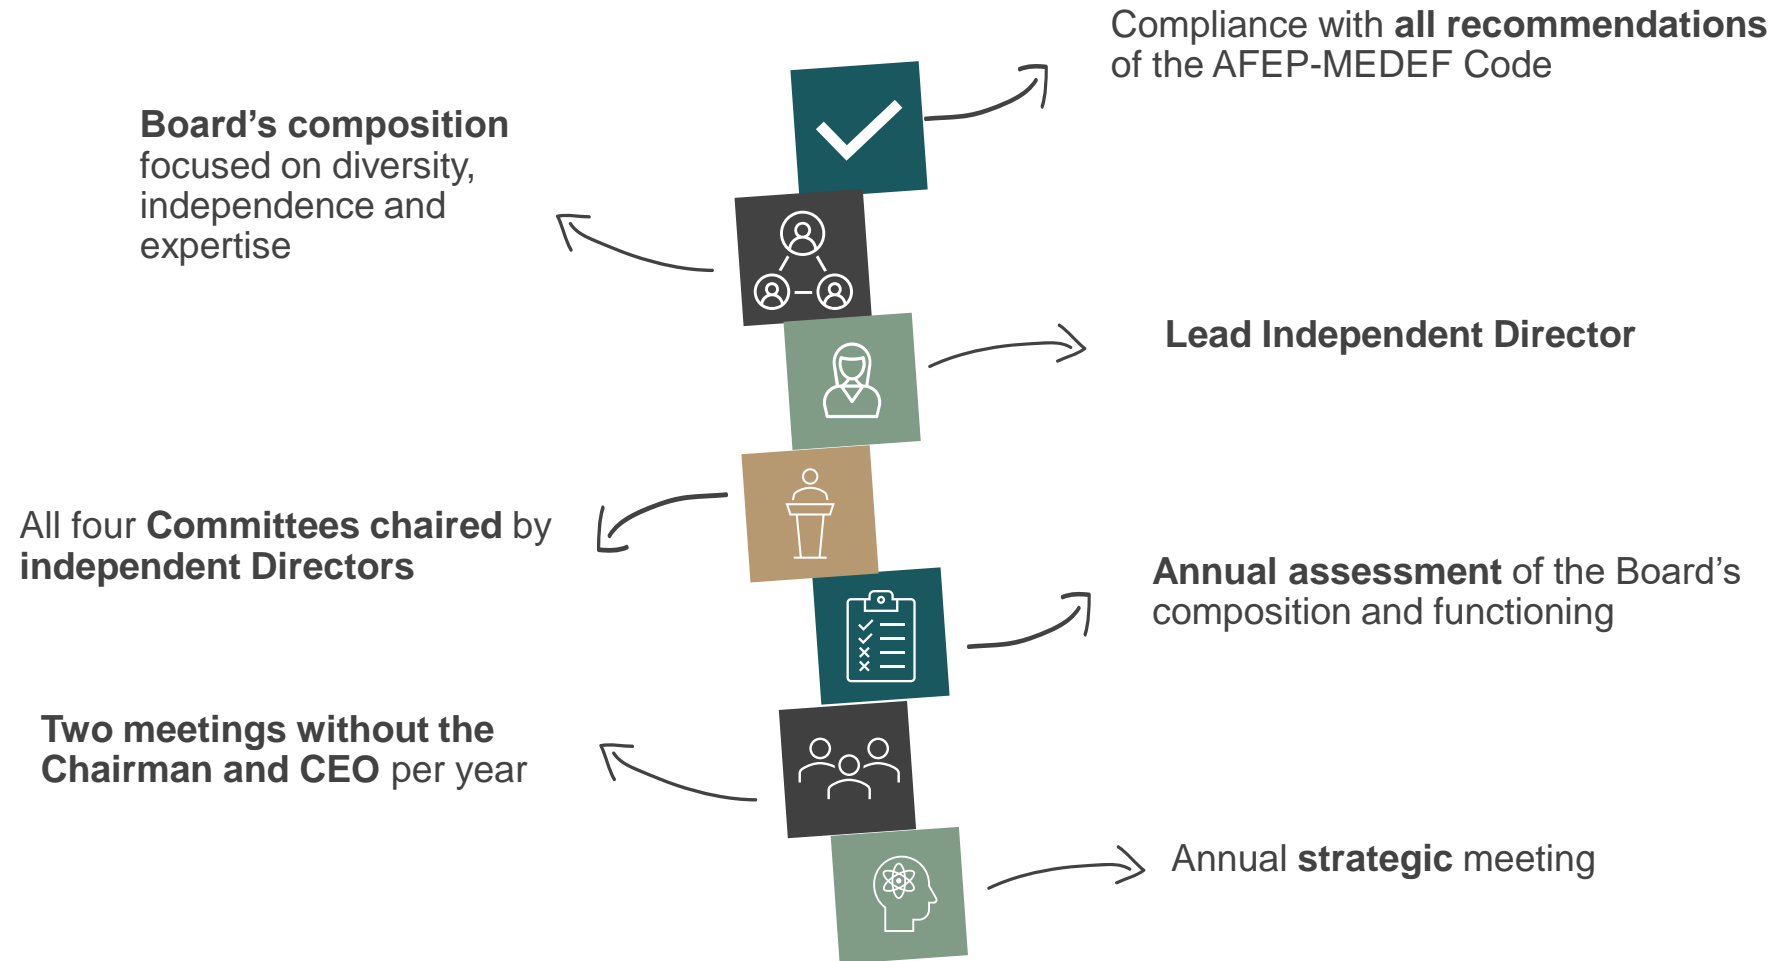 Compliance with all recommendations
of the AFEP-MEDEF Code
Board’s composition
focused on diversity,
independence and
expertise
Lead Independent Director
All four Committees chaired by
independent Directors
Annual assessment of the Board’s
composition and functioning
Two meetings without the
Chairman and CEO per year
Annual strategic meeting